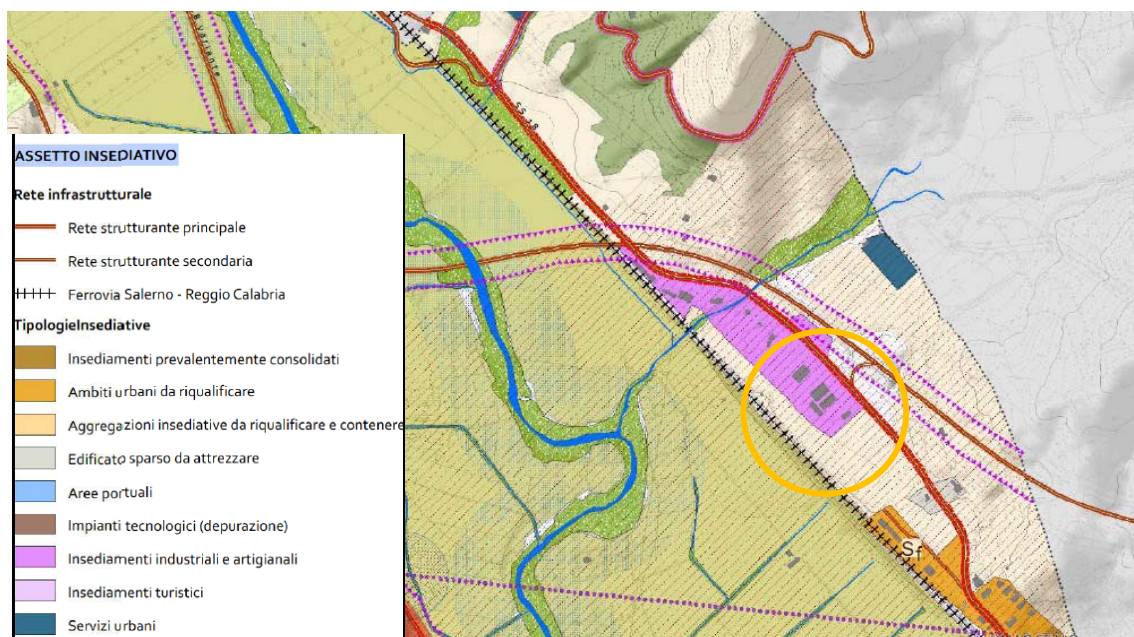 B variante
Ss 18
ASSETTO INSEDIATIVO
Rete infrastrutturale
Rete strutturante principale
Rete strutturante secondaria
Ferrovia Salerno - Reggio Calabria
TipologieInsediative
Insediamenti prevalentemente consolidati
Ambiti urbani da riqualificare
Aggregazioni insediative da riqualificare e contenere
Edificato sparso da attrezzare
Aree portuali
Impianti tecnologici (depurazione)
Insediamenti industriali e artigianali
Insediamenti turistici
Servizi urbani
Sf